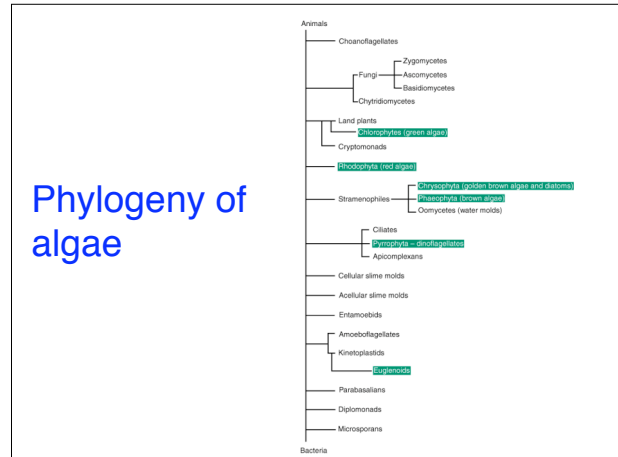 Phylogeny of
algae
Animals
Choanoflagellates
Zygomycetes
Fungi
Ascomycetes
Basidiomycetes
Chytridiomycetes
Land plants
Chlorophytes (green algae)
Cryptomonads
Rhodophyta (red algae)
Chrysophyta (golden brown algae and diatoms)
Stramenophiles
Phaeophyta (brown algae)
Oomycetes (water molds)
Ciliates
Pyrrophyta – dinoflagellates
Apicomplexans
Cellular slime molds
Acellular slime molds
Entamoebids
Amoeboflagellates
Kinetoplastids
Euglenoids
Parabasalians
Diplomonads
Microsporans
Bacteria